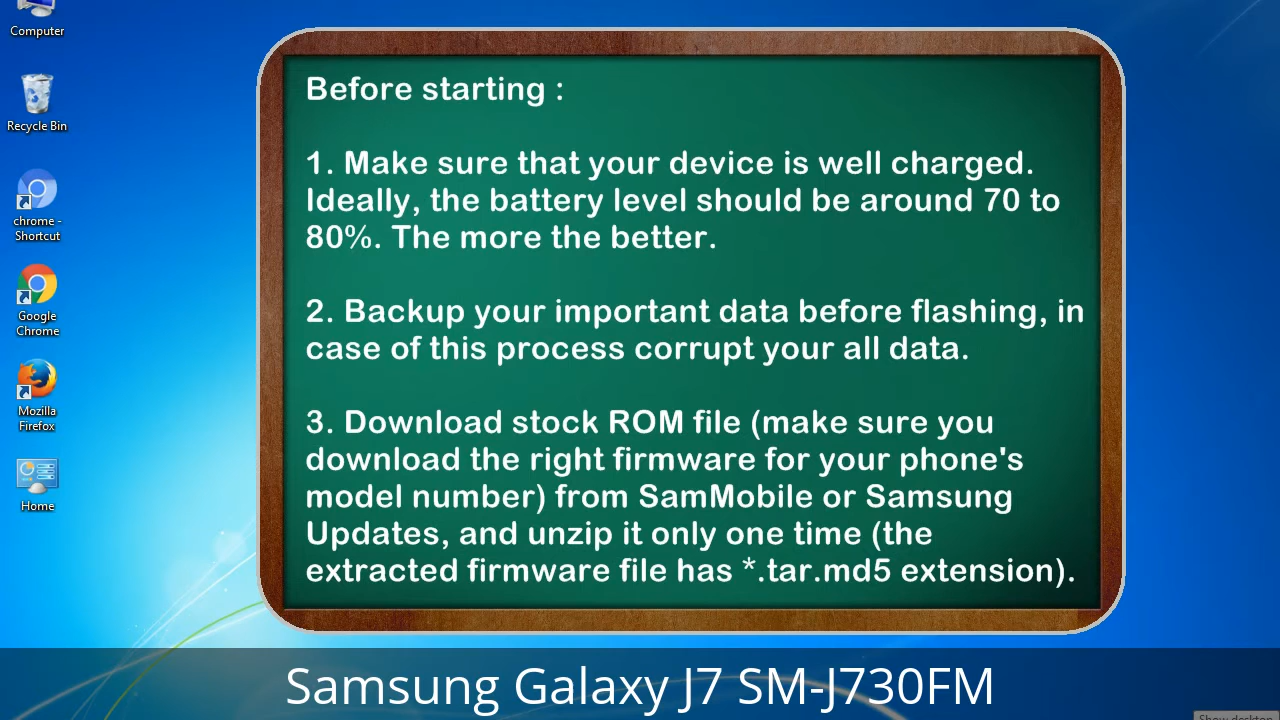 Computer
Recycle Bin
chrome -
Shortcut
Google
Chrome
Mozilla
Firefox
Home
Before starting :
1. Make sure that your device is well charged.
Ideally, the battery level should be around 70 to
80%. The more the better.
2. Backup your important data before flashing, in
case of this process corrupt your all data.
3. Download stock ROM file (make sure you
download the right firmware for your phone's
model number) from SamMobile or Samsung
Updates, and unzip it only one time (the
extracted firmware file has *.tar.md5 extension).
Samsung Galaxy J7 SM-J730FM
Show desktop